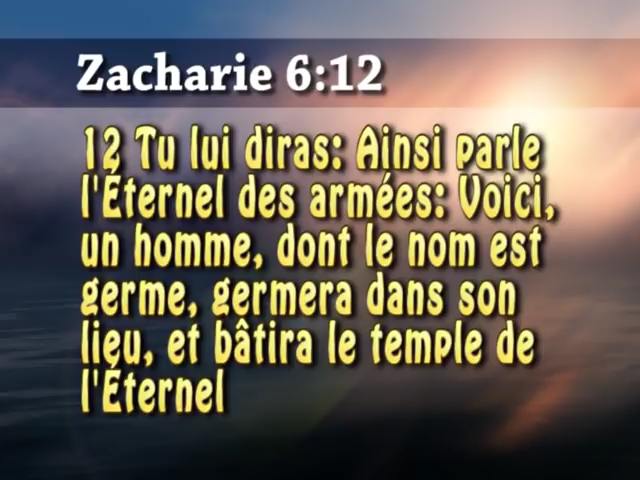 Zacharie 6:12
12 Tu lui diras: Ainsi parle
l'Éternel des armées: Voici,
un homme, dont le nom est
germe, germera dans son
lieu, et bâtira le temple de
l'Éternel